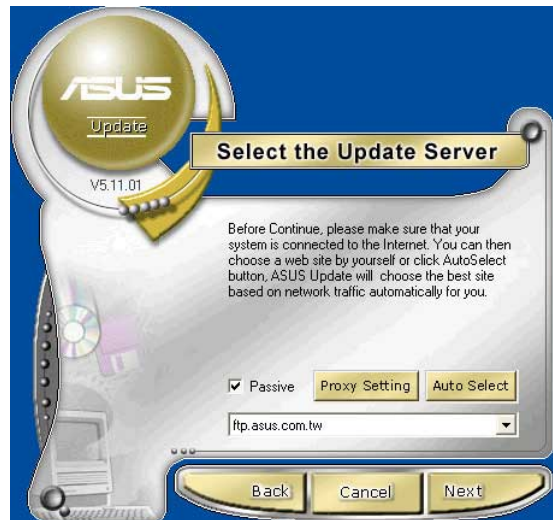 ASUS
Update
V5.11.01
Select the Update Server
Before Continue, please make sure that your
system is connected to the Internet. You can then
choose a web site by yourself or click AutoSelect
button, ASUS Update will choose the best site
based on network traffic automatically for you.
Passive
Proxy Setting
Auto Select
ftp.asus.com.tw
Back
Cancel
Next